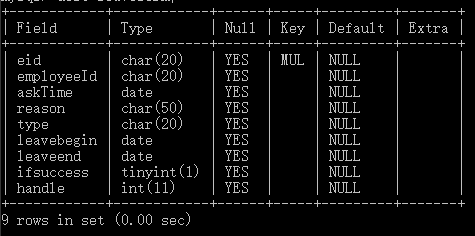 | Field | Type | Null | Key | Default | Extra |
| eid | char(20) | YES | MUL | NULL | |
| employeeId | char(20) | YES | | NULL | |
| askTime | date | YES | | NULL | |
| reason | char(50) | YES | | NULL | |
| type | char(20) | YES | | NULL | |
| leavebegin | date | YES | | NULL | |
| leaveend | date | YES | | NULL | |
| ifsuccess | tinyint(1) | YES | | NULL | |
| handle | int(11) | YES | | NULL | |
9 rows in set (0.00 sec)